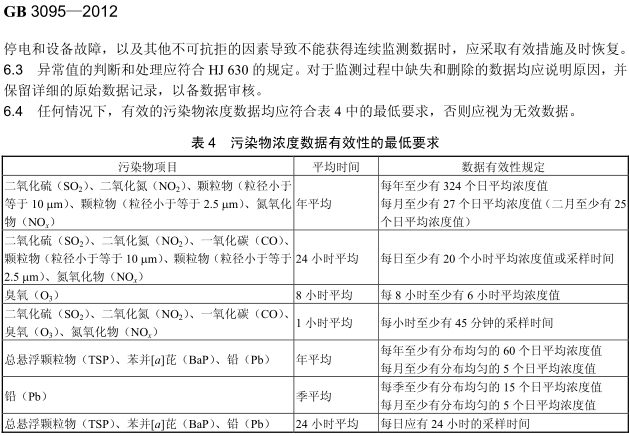 GB 3095—2012
停电和设备故障，以及其他不可抗拒的因素导致不能获得连续监测数据时，应采取有效措施及时恢复。
6.3 异常值的判断和处理应符合 HJ 630 的规定。对于监测过程中缺失和删除的数据均应说明原因，并
保留详细的原始数据记录，以备数据审核。
6.4 任何情况下，有效的污染物浓度数据均应符合表 4 中的最低要求，否则应视为无效数据。
表 4 污染物浓度数据有效性的最低要求
污染物项目 平均时间 数据有效性规定
二氧化硫（SO2）、二氧化氮（NO2）、颗粒物（粒径小于
等于 10 μm）、颗粒物（粒径小于等于 2.5 μm）、氮氧化
物（NOx）
年平均
每年至少有 324 个日平均浓度值
每月至少有 27 个日平均浓度值（二月至少有 25
个日平均浓度值）
二氧化硫（SO2）、二氧化氮（NO2）、一氧化碳（CO）、
颗粒物（粒径小于等于 10 μm）、颗粒物（粒径小于等于
2.5 μm）、氮氧化物（NOx）
24 小时平均
每日至少有 20 个小时平均浓度值或采样时间
臭氧（O3） 8 小时平均 每 8 小时至少有 6 小时平均浓度值
二氧化硫（SO2）、二氧化氮（NO2）、一氧化碳（CO）、
臭氧（O3）、氮氧化物（NOx）
1 小时平均
每小时至少有 45 分钟的采样时间
总悬浮颗粒物（TSP）、苯并[a]芘（BaP）、铅（Pb）
年平均
每年至少有分布均匀的 60 个日平均浓度值
每月至少有分布均匀的 5 个日平均浓度值
铅（Pb）
季平均
每季至少有分布均匀的 15 个日平均浓度值
每月至少有分布均匀的 5 个日平均浓度值
总悬浮颗粒物（TSP）、苯并[a]芘（BaP）、铅（Pb） 24 小时平均 每日应有 24 小时的采样时间